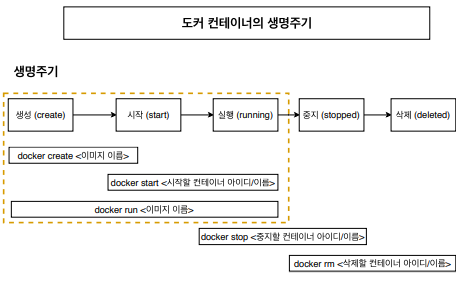 도커 컨테이너의 생명주기
생명주기
생성 (create)
시작 (start)
실행 (running)
중지 (stopped)
삭제 (deleted)
docker create <이미지 이름>
docker start <시작할 컨테이너 아이디/이름>
docker run <이미지 이름>
docker stop <중지할 컨테이너 아이디/이름>
docker rm <삭제할 컨테이너 아이디/이름>